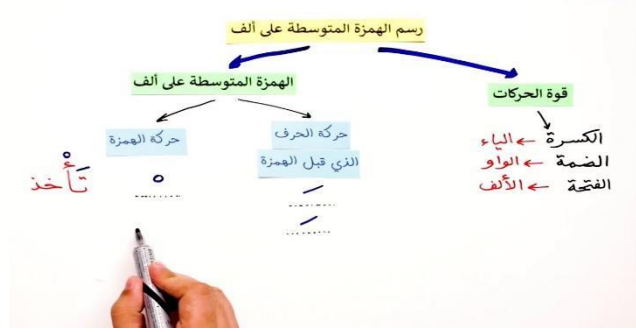 رسم الهمزة المتوسطة على ألف
قوة الحركات
الكسرة ← الياء
الضمة ← الواو
الفتحة ← الألف
الهمزة المتوسطة على ألف
حركة الحرف
الذي قبل الهمزة
حركة الهمزة
تَأْخذ